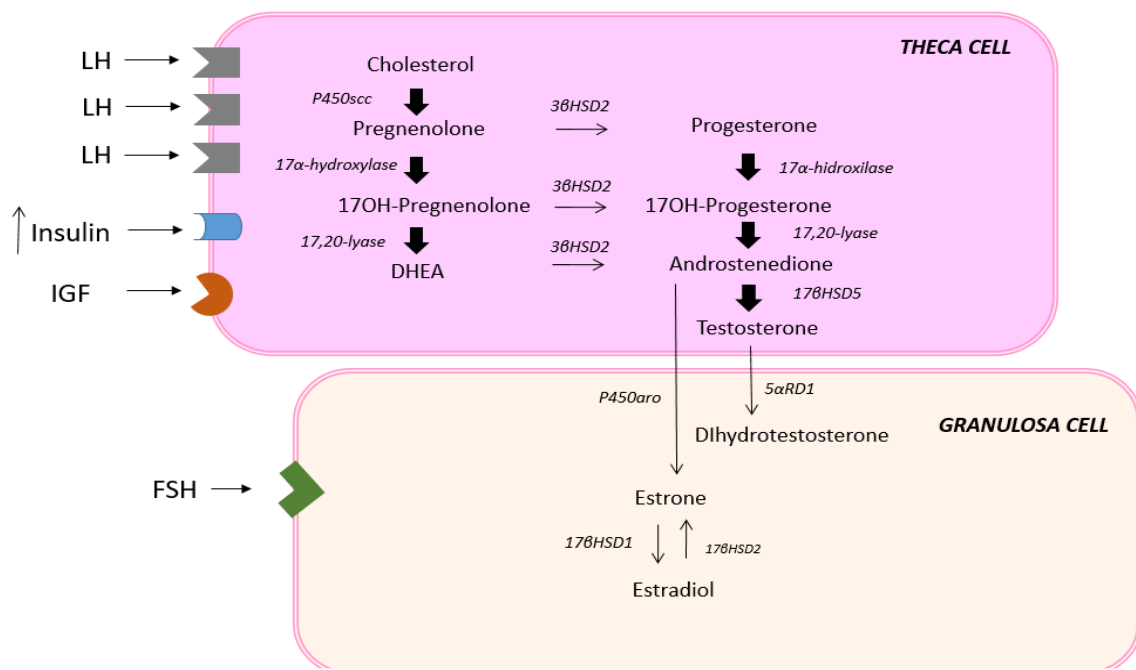 THECA CELL
LH
LH
LH
Insulin
IGF
Cholesterol
P450scc
Pregnenolone
3βHSD2
Progesterone
17α-hydroxylase
17α-hidroxilase
17OH-Pregnenolone
3βHSD2
17OH-Progesterone
17,20-lyase
17,20-lyase
DHEA
3βHSD2
Androstenedione
17βHSD5
Testosterone
P450aro
5αRD1
GRANULOSA CELL
DIhydrotestosterone
FSH
Estrone
17βHSD1
17βHSD2
Estradiol